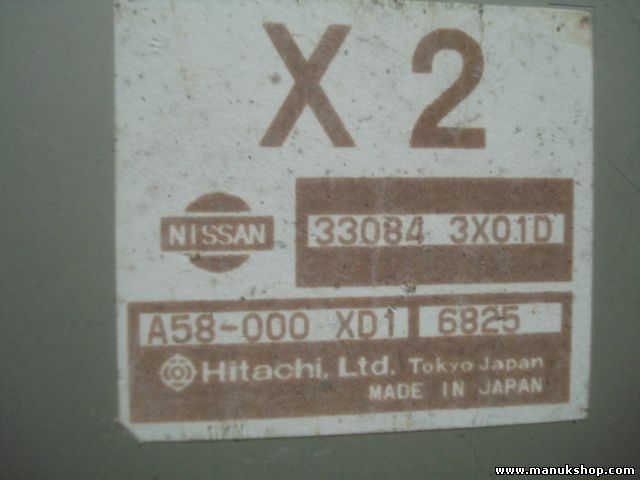 X 2
NISSAN 33084 3X01D
A58-000 XD1 6825
Hitachi, Ltd. Tokyo Japan
MADE IN JAPAN
www.manukshop.com